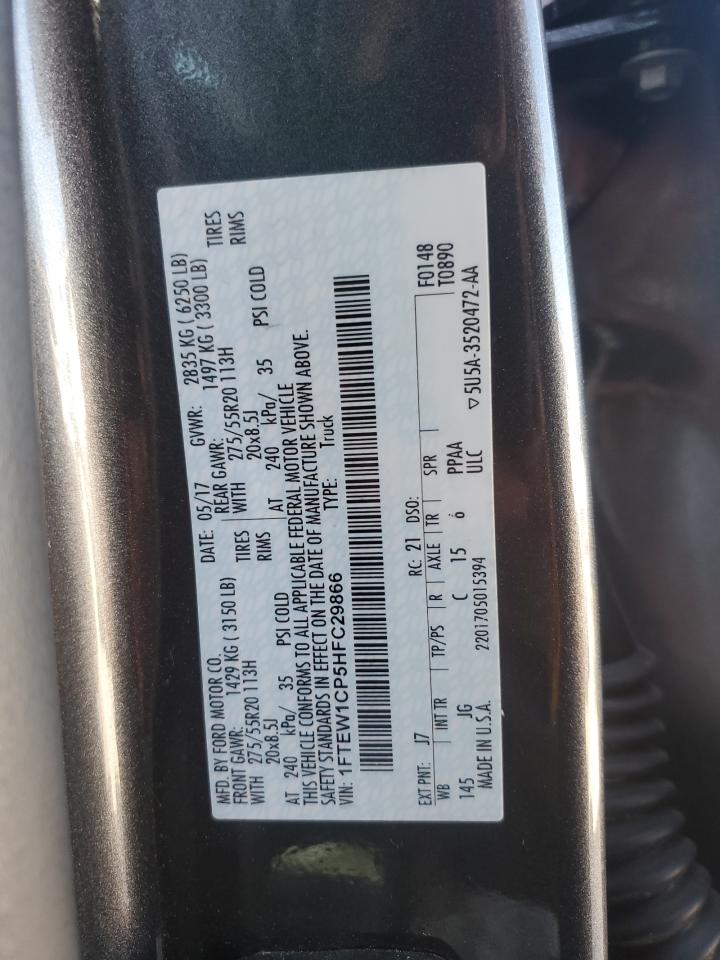 MFD. BY FORD MOTOR CO. DATE: 05/17 GVWR: 2835 KG ( 6250 LB)
FRONT GAWR: 1429 KG ( 3150 LB) REAR GAWR: 1497 KG ( 3300 LB)
WITH 275/55R20 113H TIRES WITH 275/55R20 113H TIRES
20x8.5J RIMS 20x8.5J RIMS
AT 240 kPa/ 35 PSI COLD AT 240 kPa/ 35 PSI COLD
THIS VEHICLE CONFORMS TO ALL APPLICABLE FEDERAL MOTOR VEHICLE
SAFETY STANDARDS IN EFFECT ON THE DATE OF MANUFACTURE SHOWN ABOVE.
VIN: 1FTEW1CP5HFC29866 TYPE: Truck
EXT PNT: J7 RC: 21 DSO: F0148
WB INT TR TP/PS R AXLE TR SPR T0890
145 JG C 15 6 PPAA
MADE IN U.S.A. 2201705015394 ULC ▽ 5U5A-3520472-AA